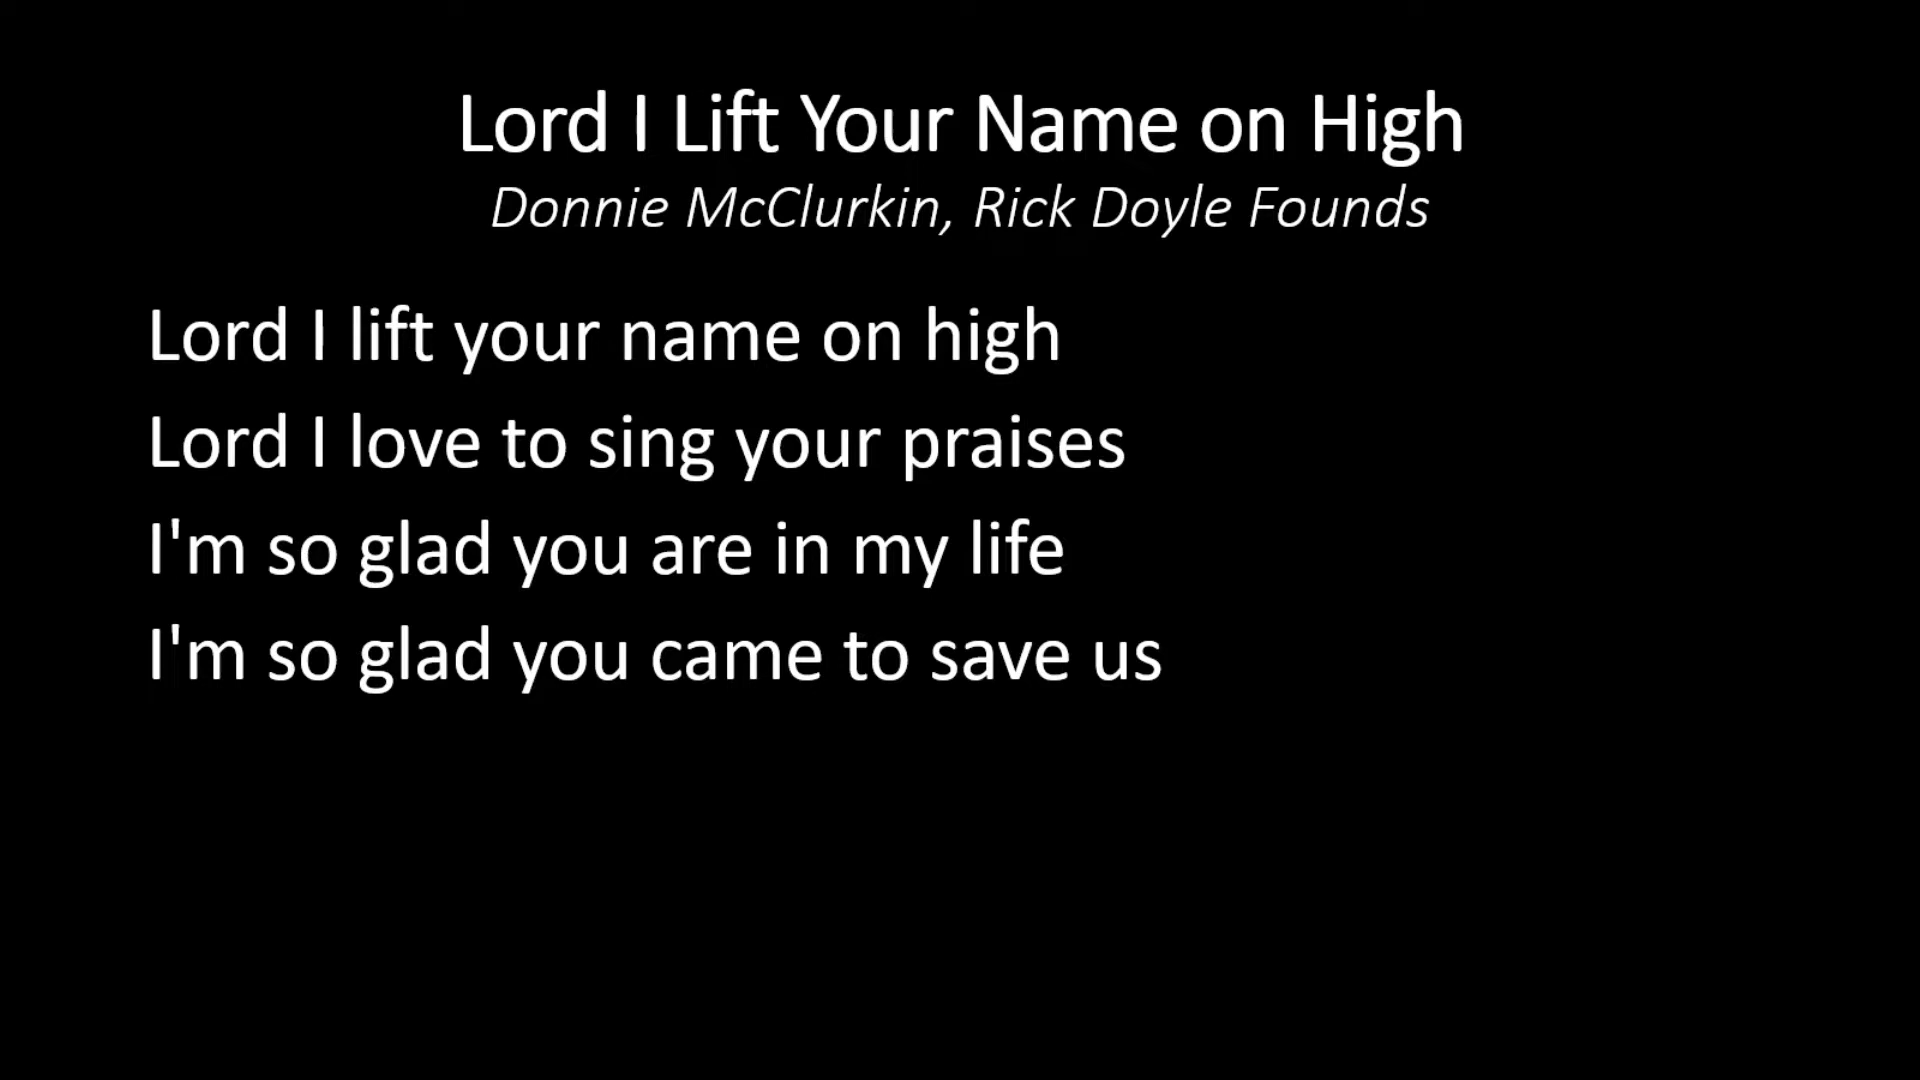 Lord I Lift Your Name on High
Donnie McClurkin, Rick Doyle Founds
Lord I lift your name on high
Lord I love to sing your praises
I'm so glad you are in my life
I'm so glad you came to save us